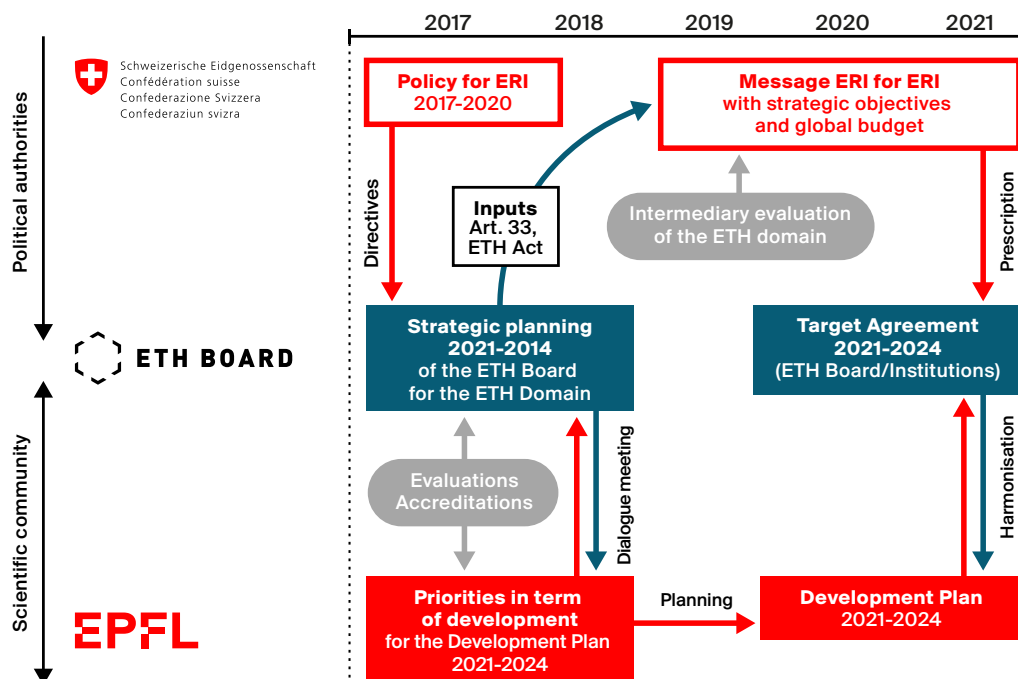 2017 2018 2019 2020 2021
Political authorities
Schweizerische Eidgenossenschaft
Confédération suisse
Confederazione Svizzera
Confederaziun svizra
Policy for ERI
2017-2020
Message ERI for ERI
with strategic objectives
and global budget
Directives
Inputs
Art. 33,
ETH Act
Intermediary evaluation
of the ETH domain
Prescription
ETH BOARD
Strategic planning
2021-2014
of the ETH Board
for the ETH Domain
Target Agreement
2021-2024
(ETH Board/Institutions)
Scientific community
Evaluations
Accreditations
Dialogue meeting
Harmonisation
EPFL
Priorities in term
of development
for the Development Plan
2021-2024
Planning
Development Plan
2021-2024